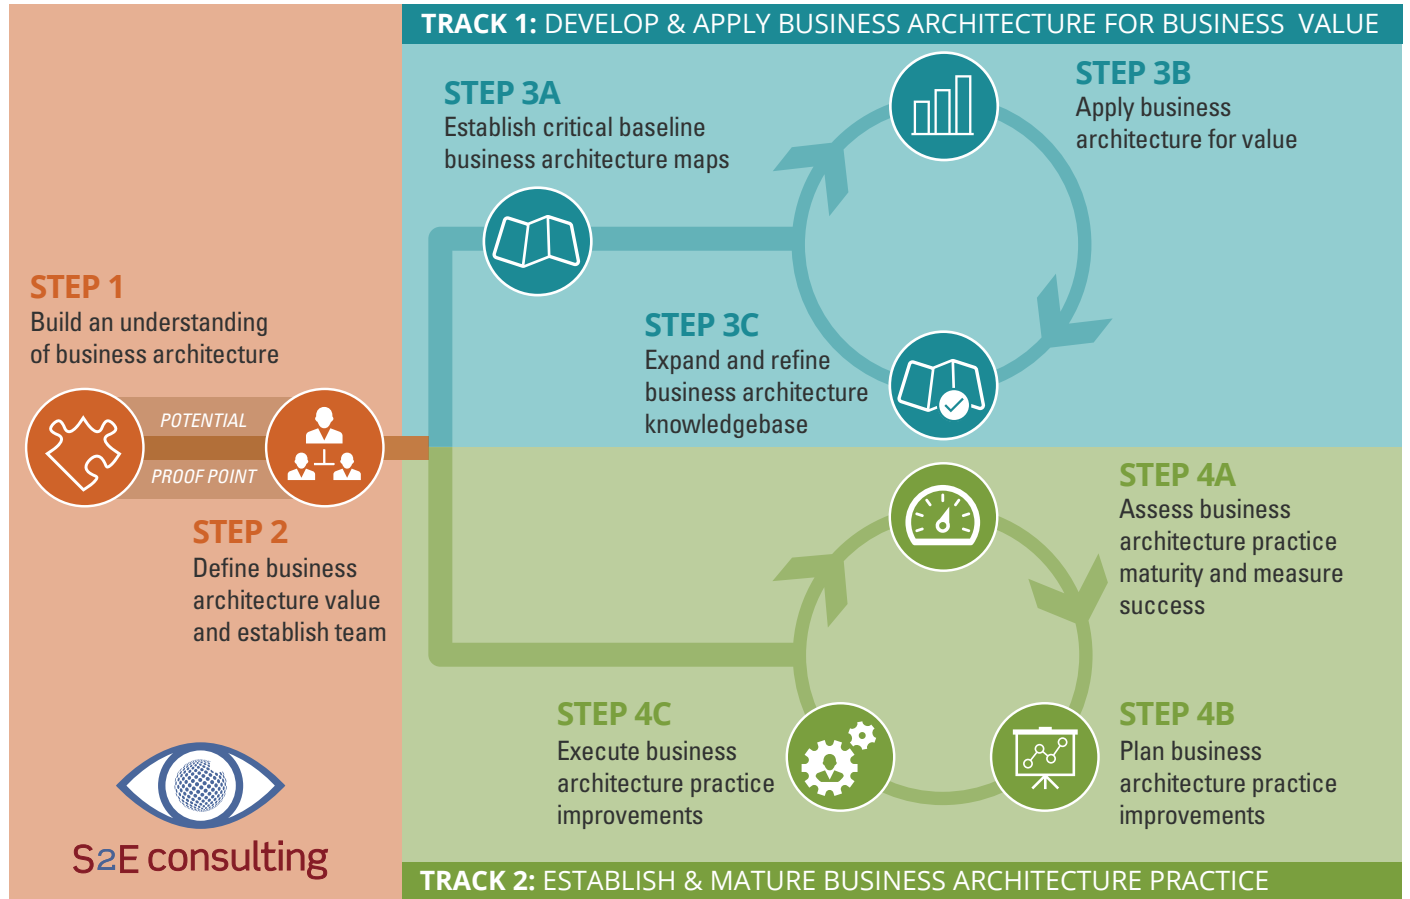 TRACK 1: DEVELOP & APPLY BUSINESS ARCHITECTURE FOR BUSINESS VALUE
STEP 3A
Establish critical baseline
business architecture maps
STEP 3B
Apply business
architecture for value
STEP 3C
Expand and refine
business architecture
knowledgebase
STEP 1
Build an understanding
of business architecture
POTENTIAL
PROOF POINT
STEP 2
Define business
architecture value
and establish team
STEP 4A
Assess business
architecture practice
maturity and measure
success
STEP 4B
Plan business
architecture practice
improvements
STEP 4C
Execute business
architecture practice
improvements
S2E consulting
TRACK 2: ESTABLISH & MATURE BUSINESS ARCHITECTURE PRACTICE